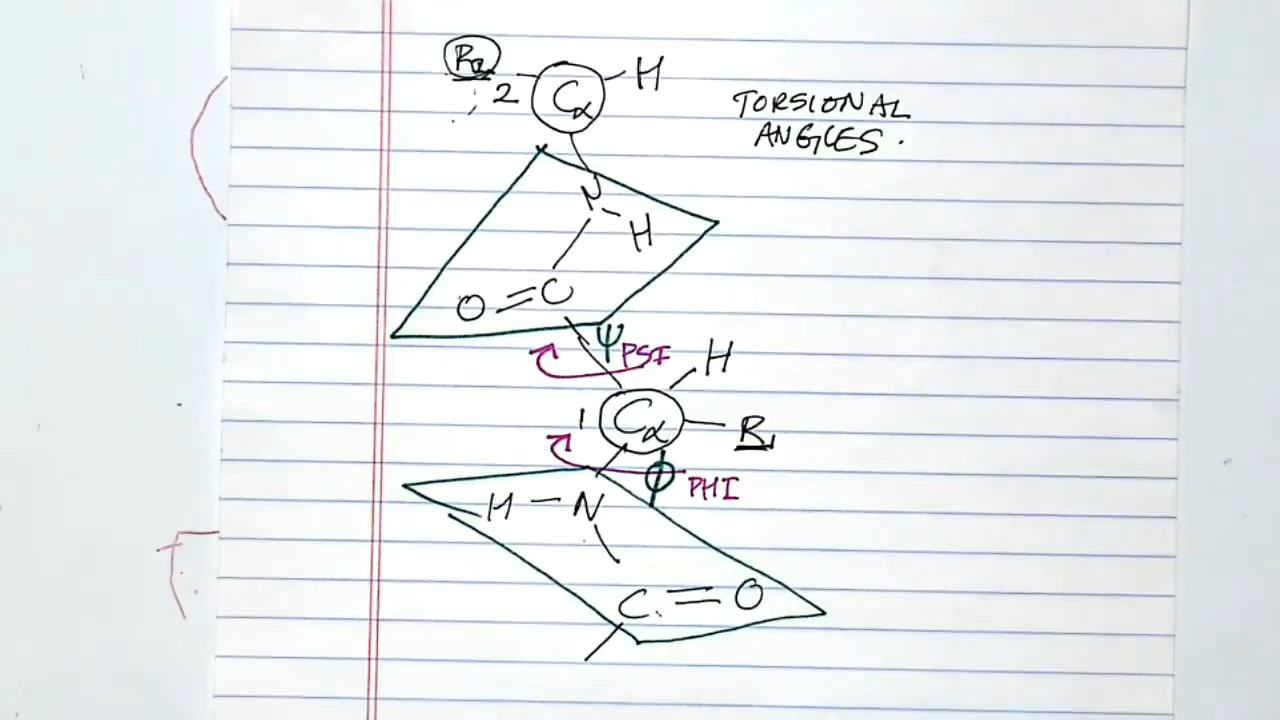 R2 Cα H
2
TORSIONAL
ANGLES.
N
H
O = C
Ψ PSI
H
1 Cα R1
ϕ PHI
H — N
C = O